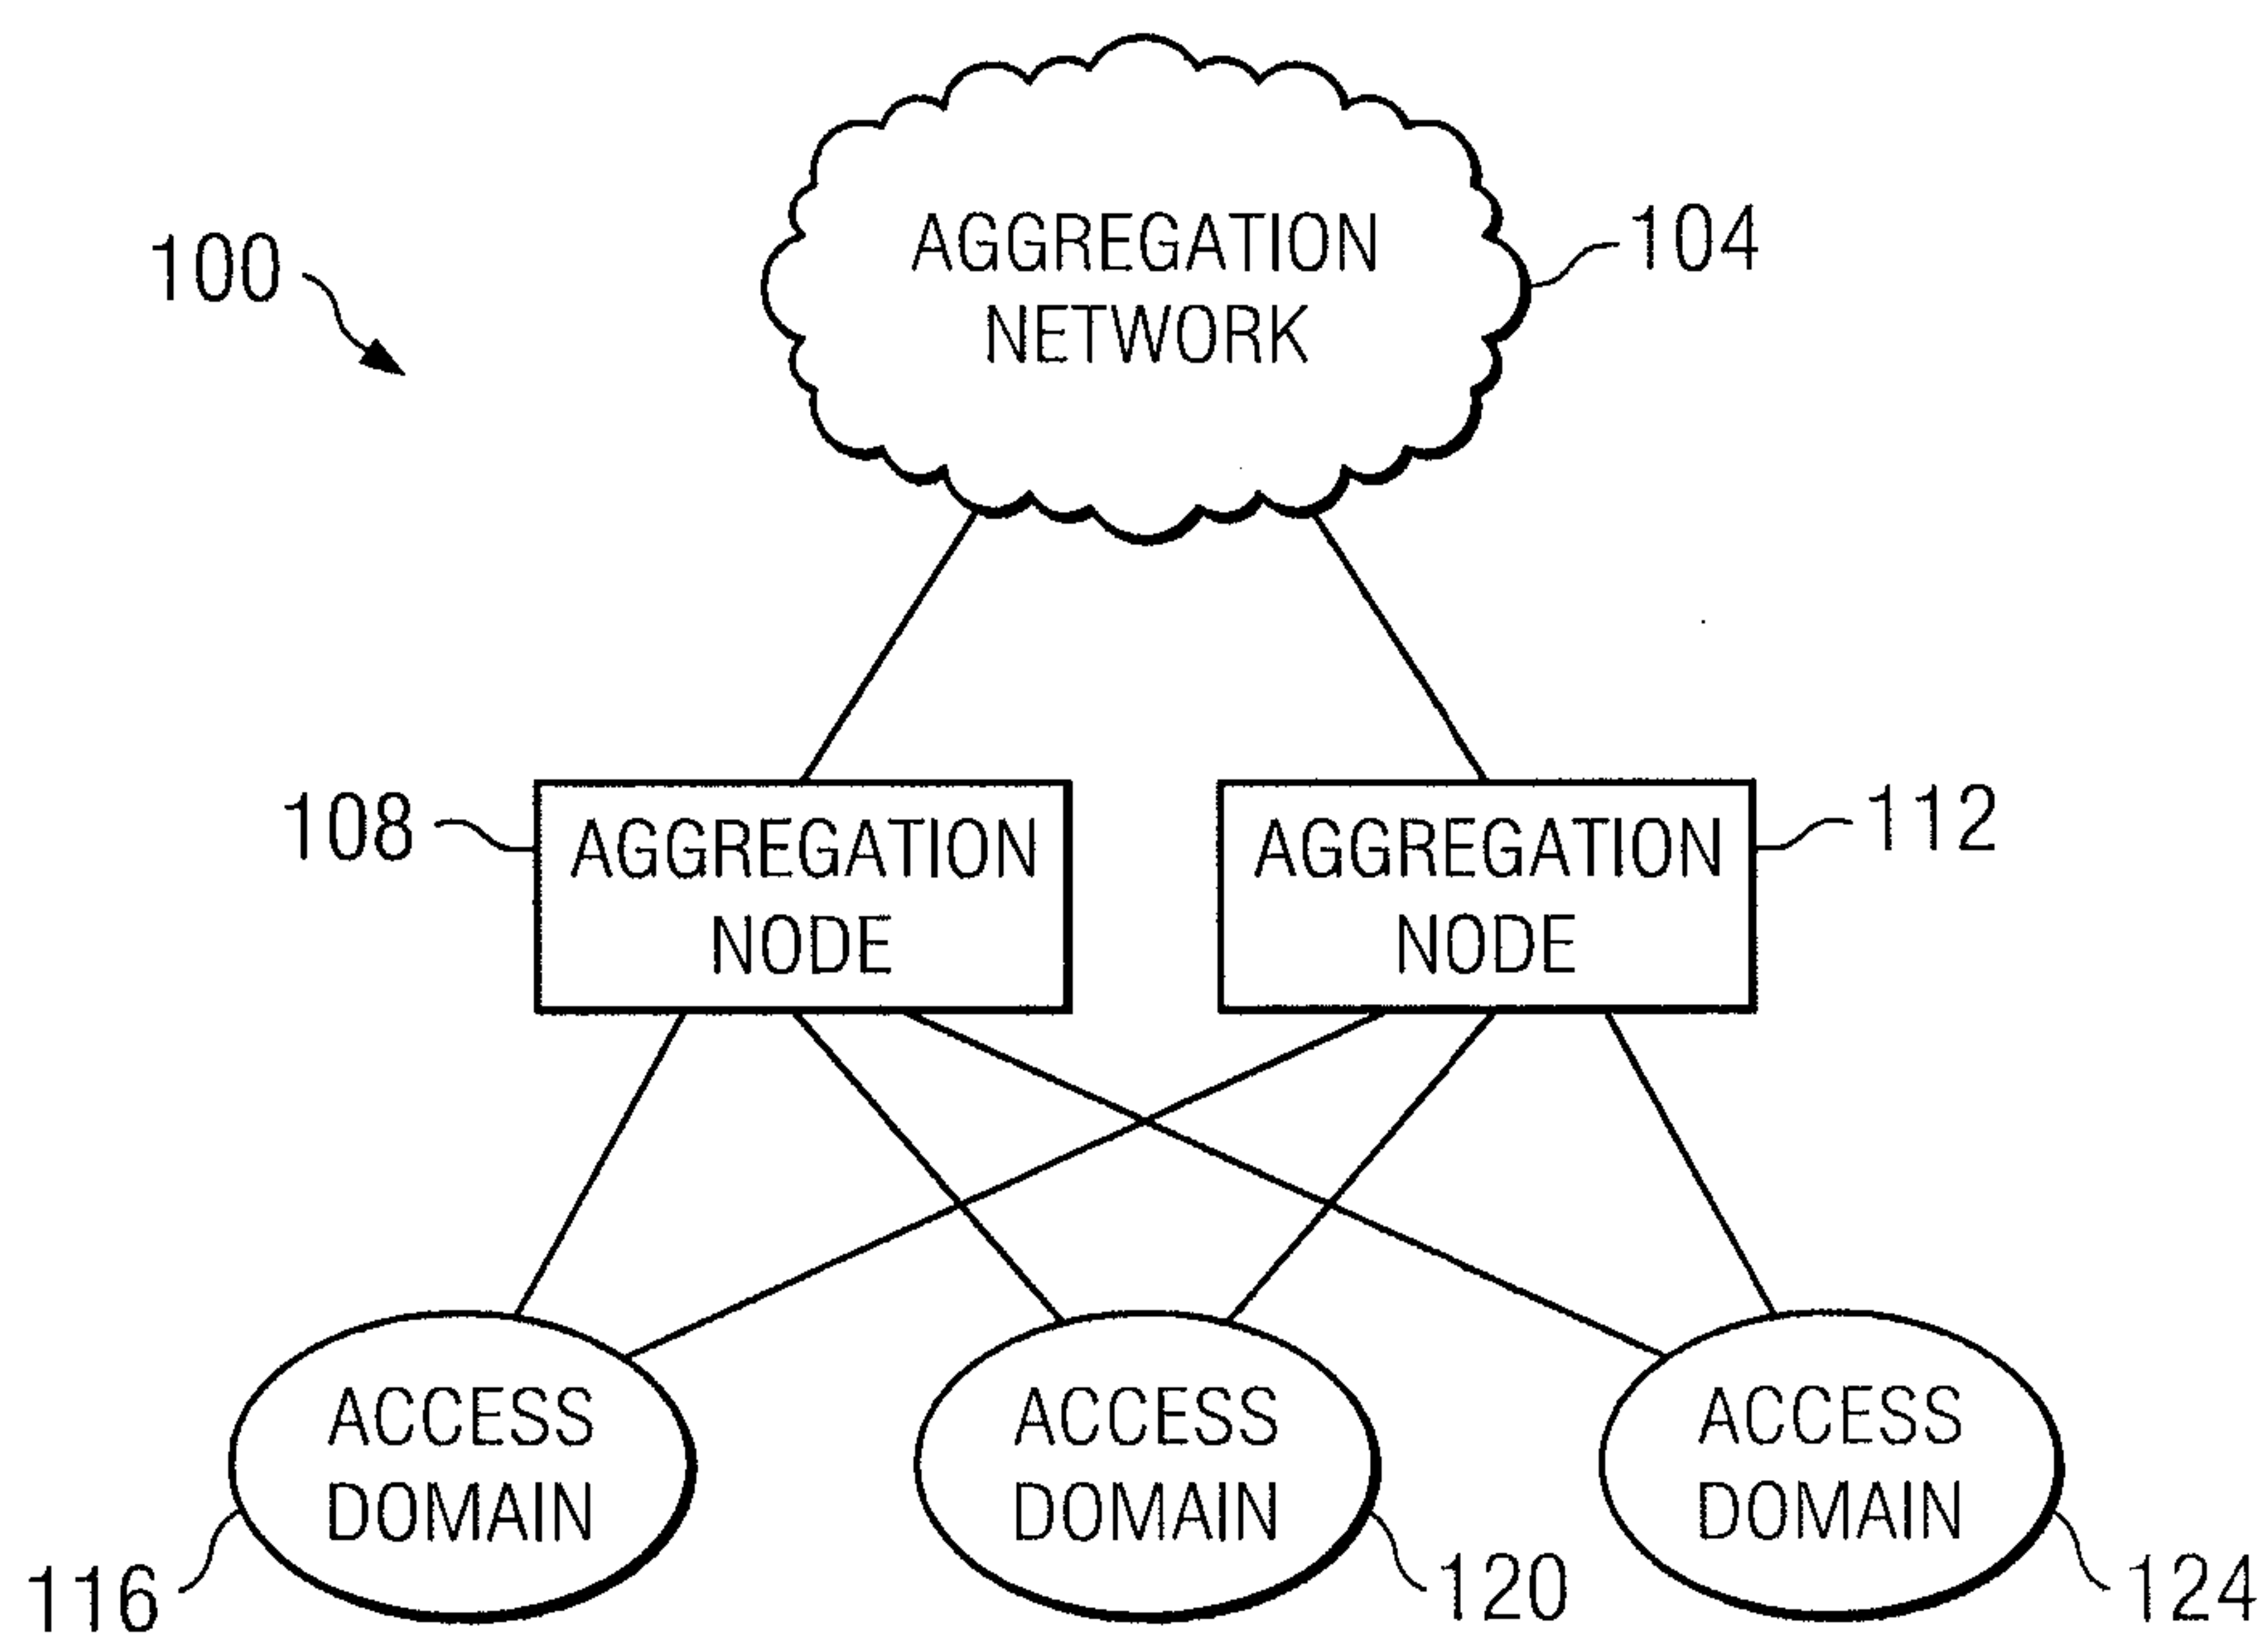 100
AGGREGATION
NETWORK
104
108
AGGREGATION
NODE
AGGREGATION
NODE
112
ACCESS
DOMAIN
116
ACCESS
DOMAIN
120
ACCESS
DOMAIN
124